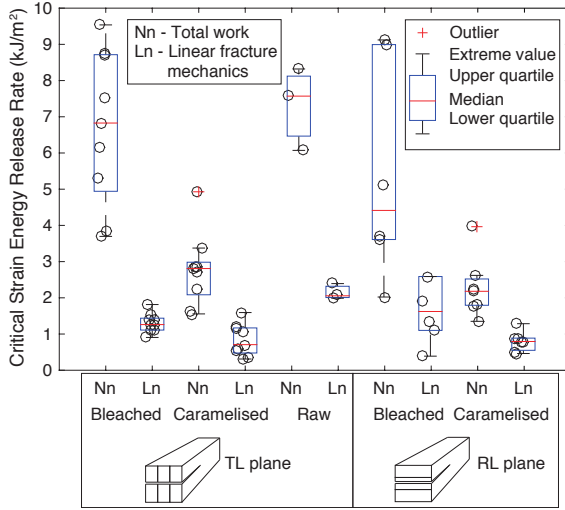 Critical Strain Energy Release Rate (kJ/m²)
10
9
8
7
6
5
4
3
2
1
0
Nn - Total work
Ln - Linear fracture
mechanics
Outlier
Extreme value
Upper quartile
Median
Lower quartile
Nn Ln Nn Ln Nn Ln Nn Ln Nn Ln
Bleached Caramelised Raw Bleached Caramelised
TL plane RL plane